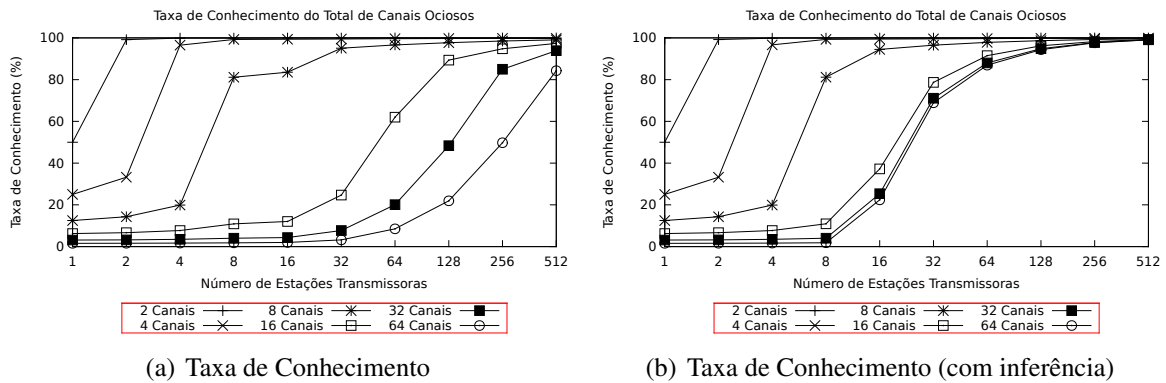 Taxa de Conhecimento do Total de Canais Ociosos
Taxa de Conhecimento (%)
100
80
60
40
20
0
1 2 4 8 16 32 64 128 256 512
Número de Estações Transmissoras
2 Canais 8 Canais 32 Canais
4 Canais 16 Canais 64 Canais
(a) Taxa de Conhecimento
Taxa de Conhecimento do Total de Canais Ociosos
Taxa de Conhecimento (%)
100
80
60
40
20
0
1 2 4 8 16 32 64 128 256 512
Número de Estações Transmissoras
2 Canais 8 Canais 32 Canais
4 Canais 16 Canais 64 Canais
(b) Taxa de Conhecimento (com inferência)